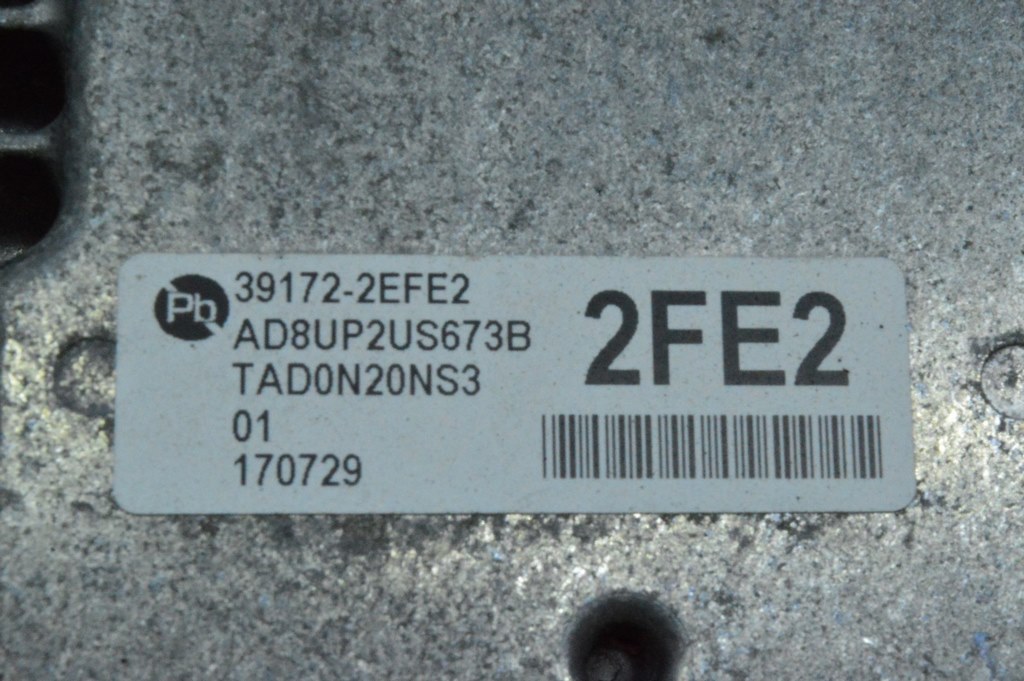 Pb
39172-2EFE2
AD8UP2US673B
TAD0N20NS3
01
170729
2FE2